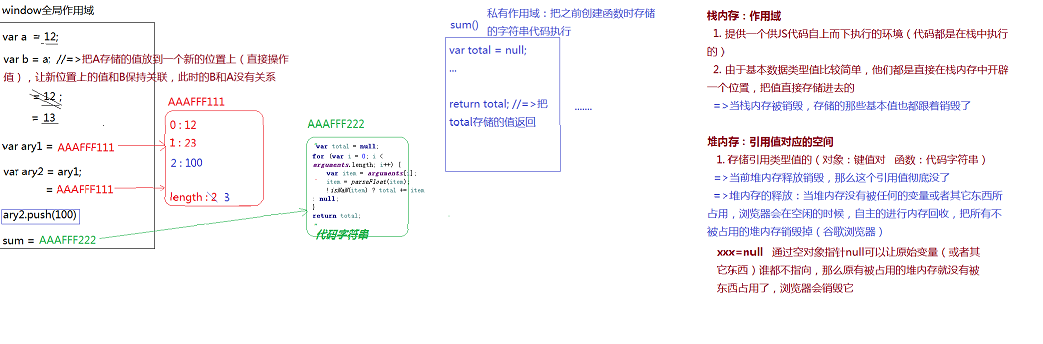 window全局作用域
var a = 12;
var b = a; //=>把A存储的值放到一个新的位置上（直接操
值），让新位置上的值和B保持关联，此时的B和A没有关系
= 12 ;
= 13
var ary1 = AAAFFF111
var ary2 = ary1;
= AAAFFF111
ary2.push(100)
sum = AAAFFF222
AAAFFF111
0 : 12
1 : 23
2 : 100
length : 2 3
AAAFFF222
var total = null;
for (var i = 0; i <
arguments.length; i++) {
var item = arguments[i];
item = parseFloat(item);
!isNaN(item) ? total += item
: null;
}
return total;
代码字符串
sum()
私有作用域：把之前创建函数时存储
的字符串代码执行
var total = null;
...
return total; //=>把
total存储的值返回
.......
栈内存：作用域
1. 提供一个供JS代码自上而下执行的环境（代码都是在栈中执行
的）
2. 由于基本数据类型值比较简单，他们都是直接在栈内存中开辟
一个位置，把值直接存储进去的
=>当栈内存被销毁，存储的那些基本值也都跟着销毁了
堆内存：引用值对应的空间
1. 存储引用类型值的（对象：键值对 函数：代码字符串）
=>当前堆内存释放销毁，那么这个引用值彻底没了
=>堆内存的释放：当堆内存没有被任何的变量或者其它东西所
占用，浏览器会在空闲的时候，自主的进行内存回收，把所有不
被占用的堆内存销毁掉（谷歌浏览器）
xxx=null 通过空对象指针null可以让原始变量（或者其
它东西）谁都不指向，那么原有被占用的堆内存就没有被
东西占用了，浏览器会销毁它